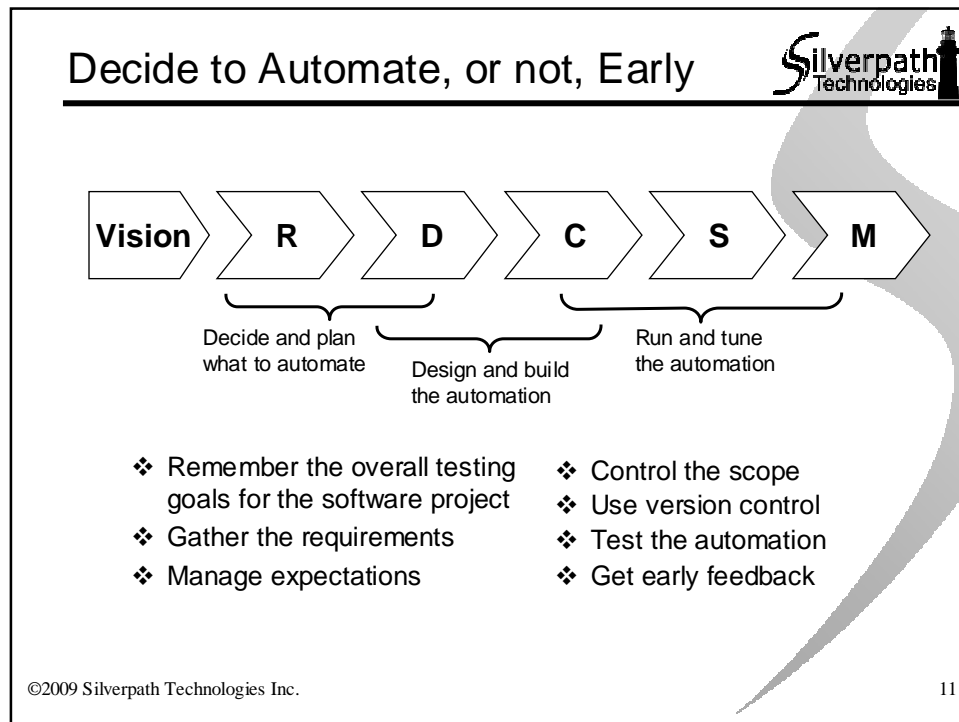 Decide to Automate, or not, Early
Silverpath
Technologies
Vision R D C S M
Decide and plan
what to automate
Design and build
the automation
Run and tune
the automation
❖ Remember the overall testing
goals for the software project
❖ Gather the requirements
❖ Manage expectations
❖ Control the scope
❖ Use version control
❖ Test the automation
❖ Get early feedback
©2009 Silverpath Technologies Inc.
11